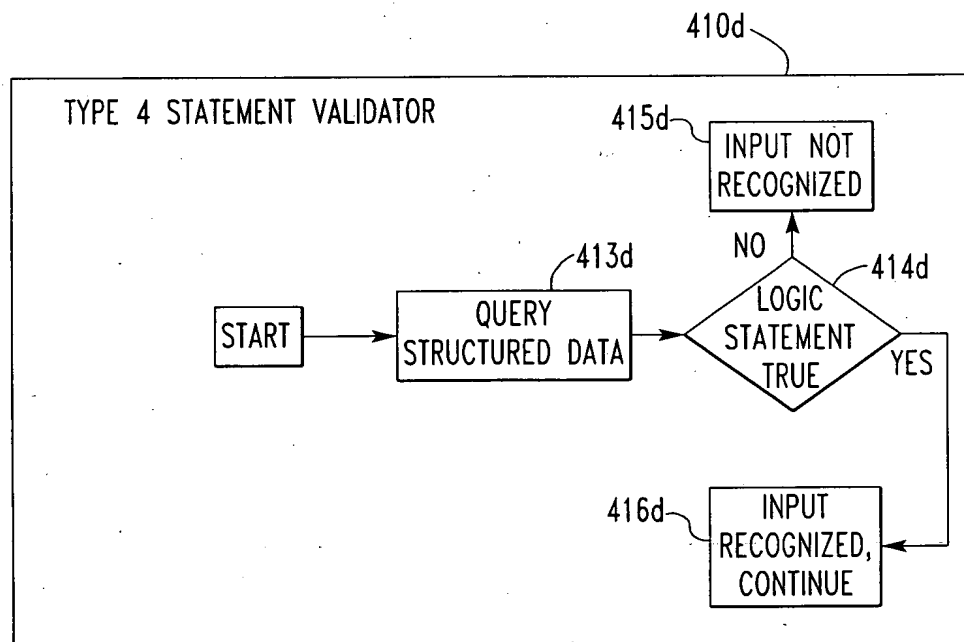 410d
TYPE 4 STATEMENT VALIDATOR
415d
INPUT NOT
RECOGNIZED
NO
413d
414d
START
QUERY
STRUCTURED DATA
LOGIC
STATEMENT
TRUE
YES
416d
INPUT
RECOGNIZED,
CONTINUE